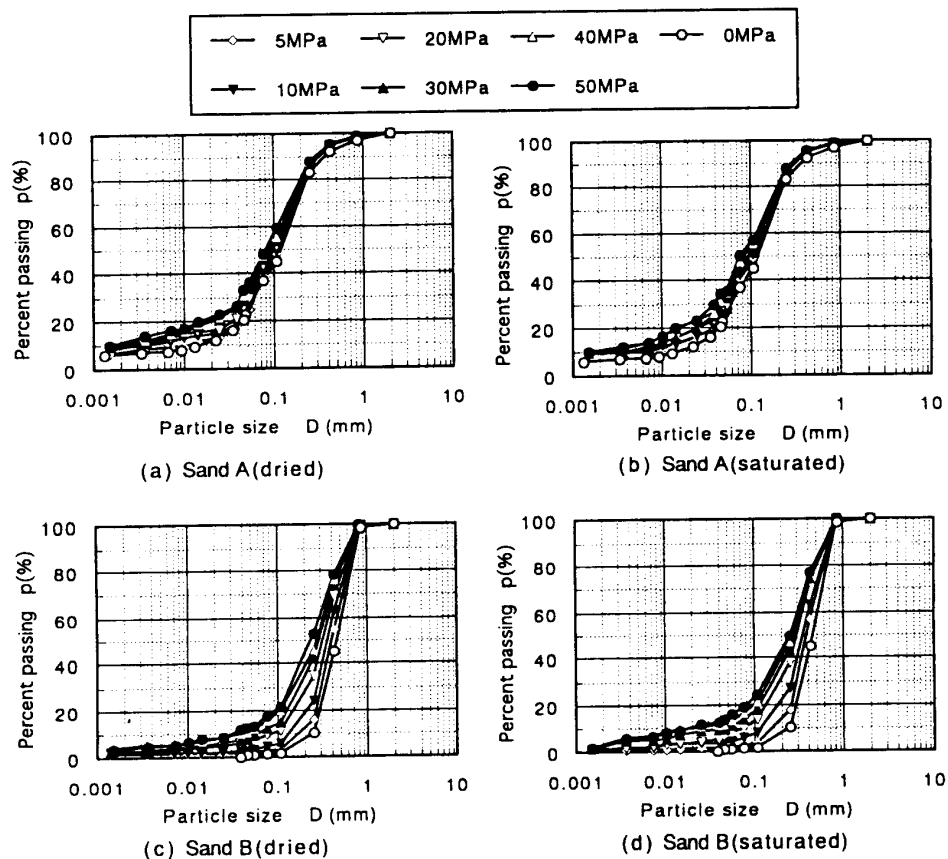 5MPa 20MPa 40MPa 0MPa
10MPa 30MPa 50MPa
Percent passing p(%)
100
80
60
40
20
0
0.001 0.01 0.1 1 10
Particle size D (mm)
(a) Sand A(dried)
Percent passing p(%)
100
80
60
40
20
0
0.001 0.01 0.1 1 10
Particle size D (mm)
(b) Sand A(saturated)
Percent passing p(%)
100
80
60
40
20
0
0.001 0.01 0.1 1 10
Particle size D (mm)
(c) Sand B(dried)
Percent passing p(%)
100
80
60
40
20
0
0.001 0.01 0.1 1 10
Particle size D (mm)
(d) Sand B(saturated)